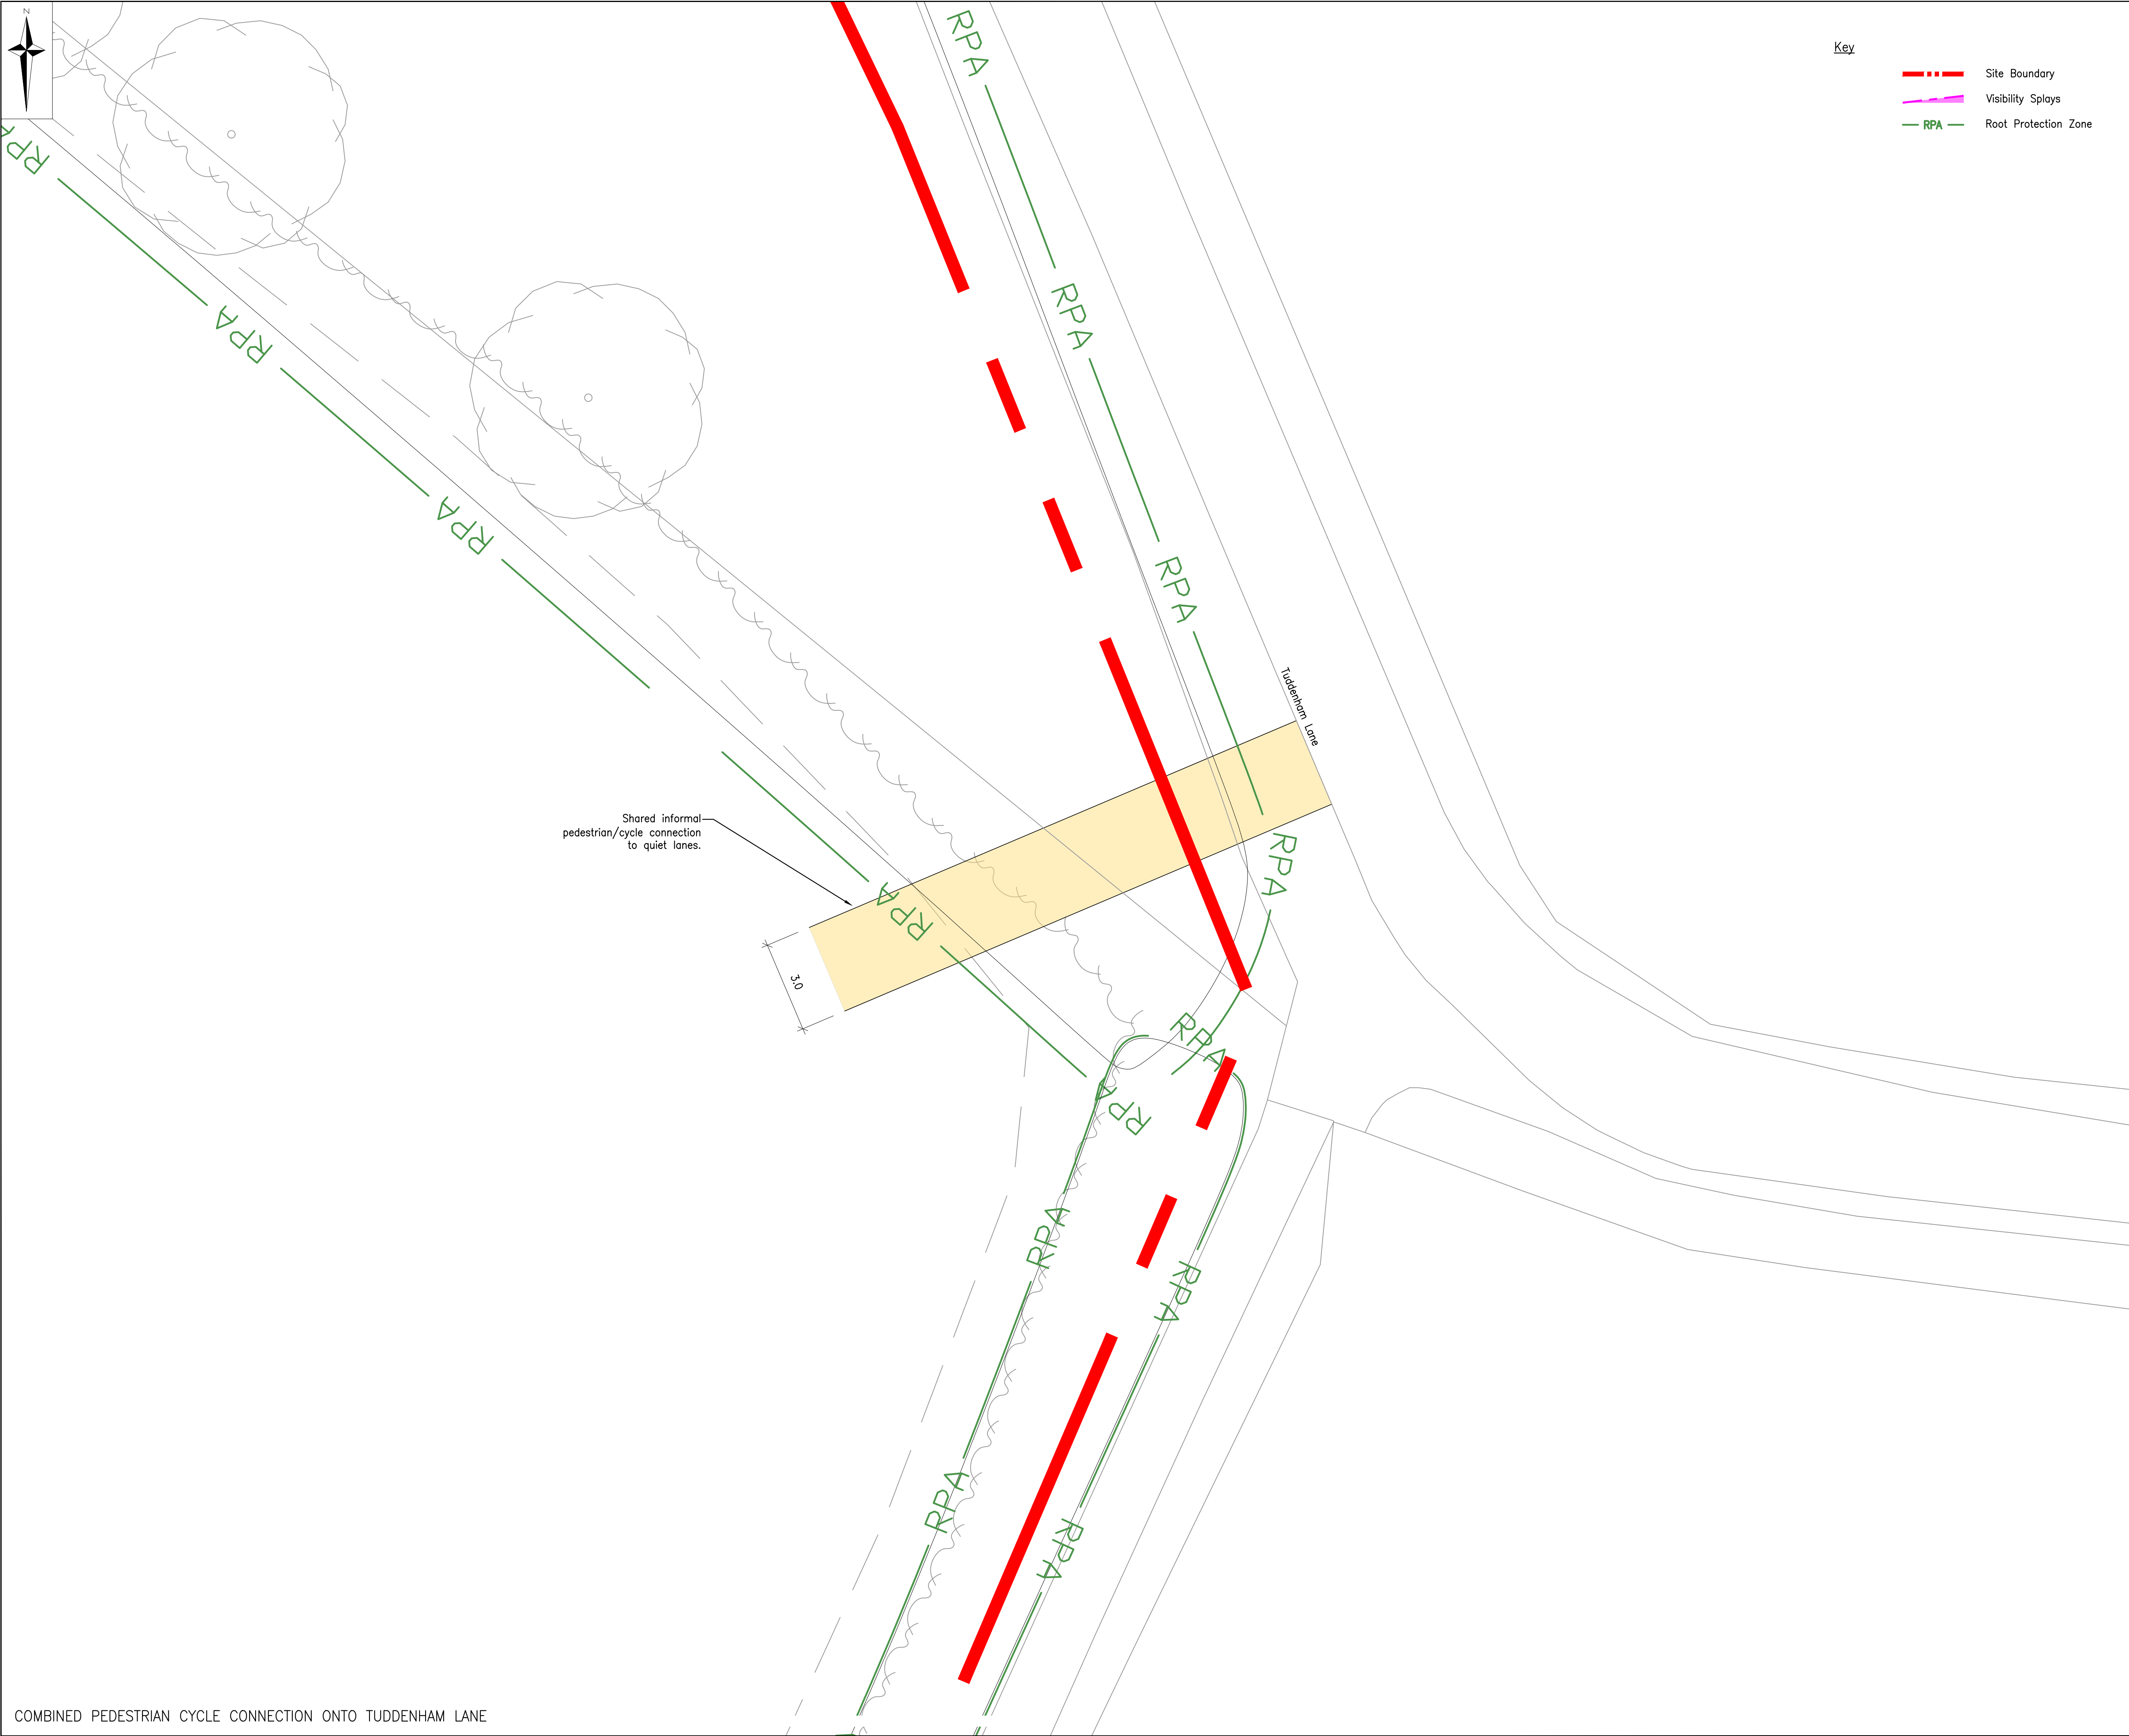 N
Key
Site Boundary
Visibility Splays
RPA Root Protection Zone
RPA
RPA
RPA
RPA
RPA
RPA
RPA
Tuddenham Lane
Shared informal
pedestrian/cycle connection
to quiet lanes.
RPA
RPA
3.0
RPA
RPA
RPA
RPA
RPA
RPA
COMBINED PEDESTRIAN CYCLE CONNECTION ONTO TUDDENHAM LANE